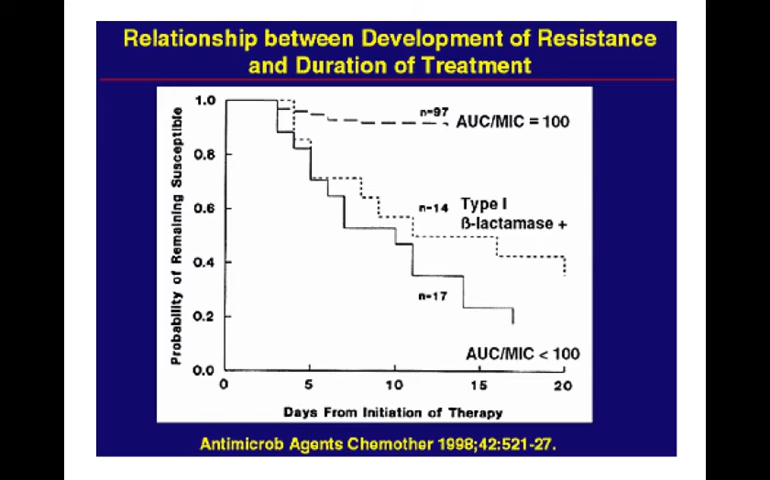 Relationship between Development of Resistance
and Duration of Treatment
Probability of Remaining Susceptible
1.0
0.8
0.6
0.4
0.2
0.0
n=97
AUC/MIC = 100
n=14
Type I
ß-lactamase +
n=17
AUC/MIC < 100
0
5
10
15
20
Days From Initiation of Therapy
Antimicrob Agents Chemother 1998;42:521-27.